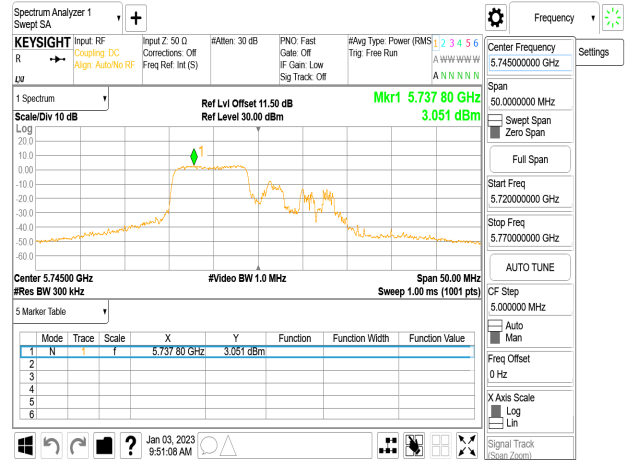 Spectrum Analyzer 1
Swept SA
Frequency
KEYSIGHT
R
Input: RF
Coupling: DC
Align: Auto/No RF
Input Z: 50 Ω
Corrections: Off
Freq Ref: Int (S)
#Atten: 30 dB
PNO: Fast
Gate: Off
IF Gain: Low
Sig Track: Off
#Avg Type: Power (RMS
Trig: Free Run
1 2 3 4 5 6
A W W W W W
A N N N N N
Center Frequency
5.745000000 GHz
Settings
Span
50.0000000 MHz
Swept Span
Zero Span
Full Span
Start Freq
5.720000000 GHz
Stop Freq
5.770000000 GHz
AUTO TUNE
CF Step
5.000000 MHz
Auto
Man
Freq Offset
0 Hz
X Axis Scale
Log
Lin
Signal Track
(Span Zoom)
1 Spectrum
Scale/Div 10 dB
Ref Lvl Offset 11.50 dB
Ref Level 30.00 dBm
Mkr1 5.737 80 GHz
3.051 dBm
Log
20.0
10.0
0.00
-10.0
-20.0
-30.0
-40.0
-50.0
-60.0
1
Center 5.74500 GHz
#Res BW 300 kHz
#Video BW 1.0 MHz
Span 50.00 MHz
Sweep 1.00 ms (1001 pts)
5 Marker Table
Mode Trace Scale X Y Function Function Width Function Value
1 N 1 f 5.737 80 GHz 3.051 dBm
2
3
4
5
6
?
Jan 03, 2023
9:51:08 AM